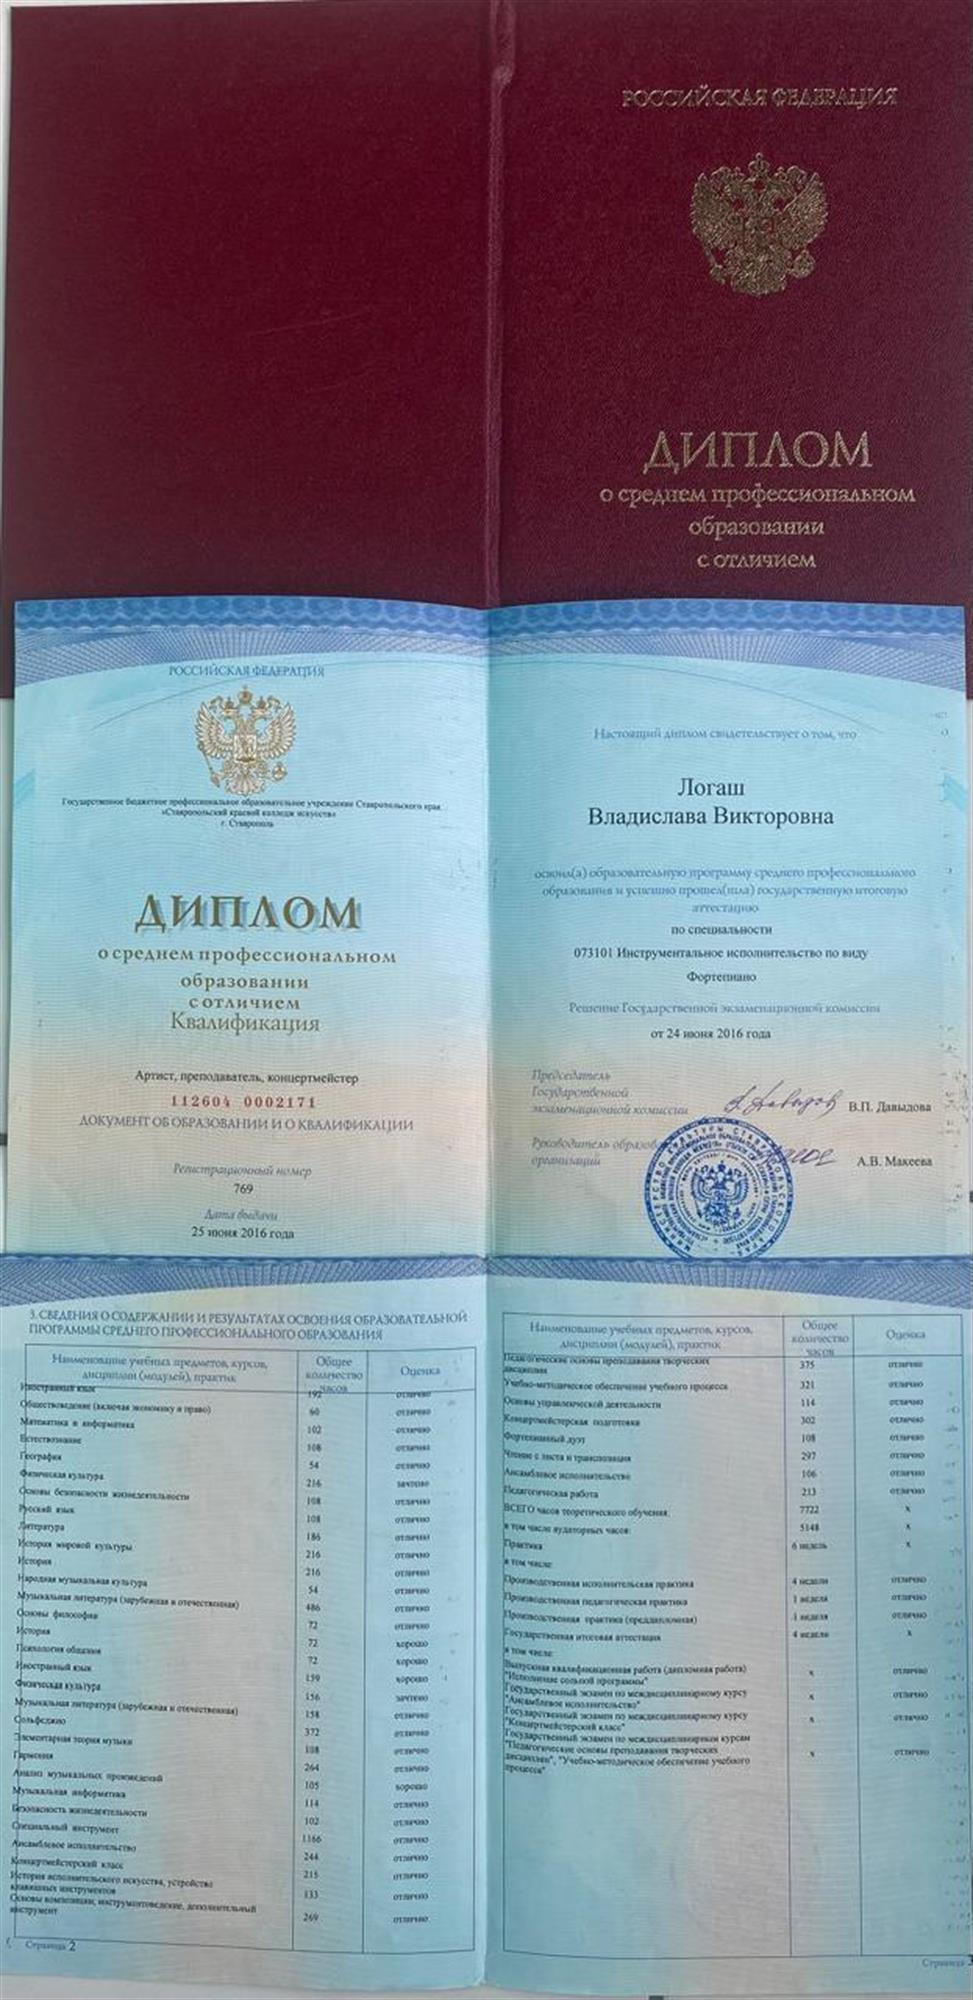 РОССИЙСКАЯ ФЕДЕРАЦИЯ
ДИПЛОМ
о среднем профессиональном
образовании
с отличием
РОССИЙСКАЯ ФЕДЕРАЦИЯ
Государственное бюджетное профессиональное образовательное учреждение Ставропольского края
«Ставропольский краевой колледж искусств»
г. Ставрополь
ДИПЛОМ
о среднем профессиональном
образовании
с отличием
Квалификация
Артист, преподаватель, концертмейстер
112604 0002171
ДОКУМЕНТ ОБ ОБРАЗОВАНИИ И О КВАЛИФИКАЦИИ
Регистрационный номер
769
Дата выдачи
25 июня 2016 года
Настоящий диплом свидетельствует о том, что
Логаш
Владислава Викторовна
освоил(а) образовательную программу среднего профессионального
образования и успешно прошел(шла) государственную итоговую
аттестацию
по специальности
073101 Инструментальное исполнительство по виду
Фортепиано
Решение Государственной экзаменационной комиссии
от 24 июня 2016 года
Председатель
Государственной
экзаменационной комиссии В.П. Давыдова
Руководитель образов
организации А.В. Макеева
3. СВЕДЕНИЯ О СОДЕРЖАНИИ И РЕЗУЛЬТАТАХ ОСВОЕНИЯ ОБРАЗОВАТЕЛЬНОЙ
ПРОГРАММЫ СРЕДНЕГО ПРОФЕССИОНАЛЬНОГО ОБРАЗОВАНИЯ
Наименование учебных предметов, курсов,
дисциплин (модулей), практик
Общее
количество
часов
Оценка
Иностранный язык 192 отлично
Обществоведение (включая экономику и право) 60 отлично
Математика и информатика 102 отлично
Естествознание 108 отлично
География 54 отлично
Физическая культура 216 зачтено
Основы безопасности жизнедеятельности 108 отлично
Русский язык 108 отлично
Литература 186 отлично
История мировой культуры 216 отлично
История 216 отлично
Народная музыкальная культура 54 отлично
Музыкальная литература (зарубежная и отечественная) 486 отлично
Основы философии 72 отлично
История 72 хорошо
Психология общения 72 хорошо
Иностранный язык 159 хорошо
Физическая культура 156 зачтено
Музыкальная литература (зарубежная и отечественная) 158 отлично
Сольфеджио 372 отлично
Элементарная теория музыки 108 отлично
Гармония 264 отлично
Анализ музыкальных произведений 105 хорошо
Музыкальная информатика 114 отлично
Безопасность жизнедеятельности 102 отлично
Специальный инструмент 1166 отлично
Ансамблевое исполнительство 244 отлично
Концертмейстерский класс 215 отлично
История исполнительского искусства, устройство
клавишных инструментов 133 отлично
Основы композиции, инструментоведение, дополнительный
инструмент 269 отлично
Страница 2
Наименование учебных предметов, курсов,
дисциплин (модулей), практик
Общее
количество
часов
Оценка
Педагогические основы преподавания творческих
дисциплин 375 отлично
Учебно-методическое обеспечение учебного процесса 321 отлично
Основы управленческой деятельности 114 отлично
Концертмейстерская подготовка 302 отлично
Фортепианный дуэт 108 отлично
Чтение с листа и транспозиция 297 отлично
Ансамблевое исполнительство 106 отлично
Педагогическая работа 213 отлично
ВСЕГО часов теоретического обучения: 7722 х
в том числе аудиторных часов: 5148 х
Практика 6 недель х
в том числе:
Производственная исполнительская практика 4 недели отлично
Производственная педагогическая практика 1 неделя отлично
Производственная практика (преддипломная) 1 неделя отлично
Государственная итоговая аттестация 4 недели х
в том числе:
Выпускная квалификационная работа (дипломная работа)
"Исполнение сольной программы" х отлично
Государственный экзамен по междисциплинарному курсу
"Ансамблевое исполнительство" х отлично
Государственный экзамен по междисциплинарному курсу
"Концертмейстерский класс" х отлично
Государственный экзамен по междисциплинарным курсам
"Педагогические основы преподавания творческих
дисциплин", "Учебно-методическое обеспечение учебного
процесса" х отлично
Страница 3